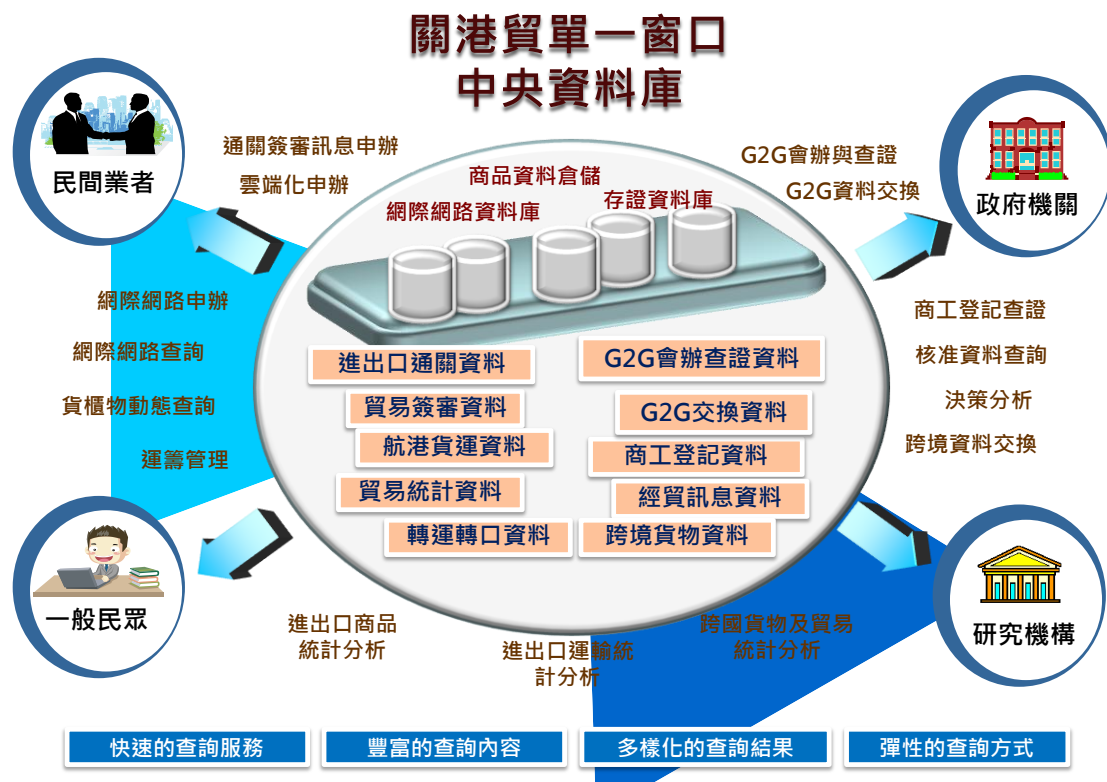 關港貿單一窗口
中央資料庫
民間業者
通關簽審訊息申辦
雲端化申辦
商品資料倉儲
網際網路資料庫
存證資料庫
G2G會辦與查證
G2G資料交換
政府機關
網際網路申辦
網際網路查詢
貨櫃物動態查詢
運籌管理
進出口通關資料
貿易簽審資料
航港貨運資料
貿易統計資料
轉運轉口資料
G2G會辦查證資料
G2G交換資料
商工登記資料
經貿訊息資料
跨境貨物資料
商工登記查證
核准資料查詢
決策分析
跨境資料交換
一般民眾
進出口商品
統計分析
進出口運輸統
計分析
跨國貨物及貿易
統計分析
研究機構
快速的查詢服務
豐富的查詢內容
多樣化的查詢結果
彈性的查詢方式